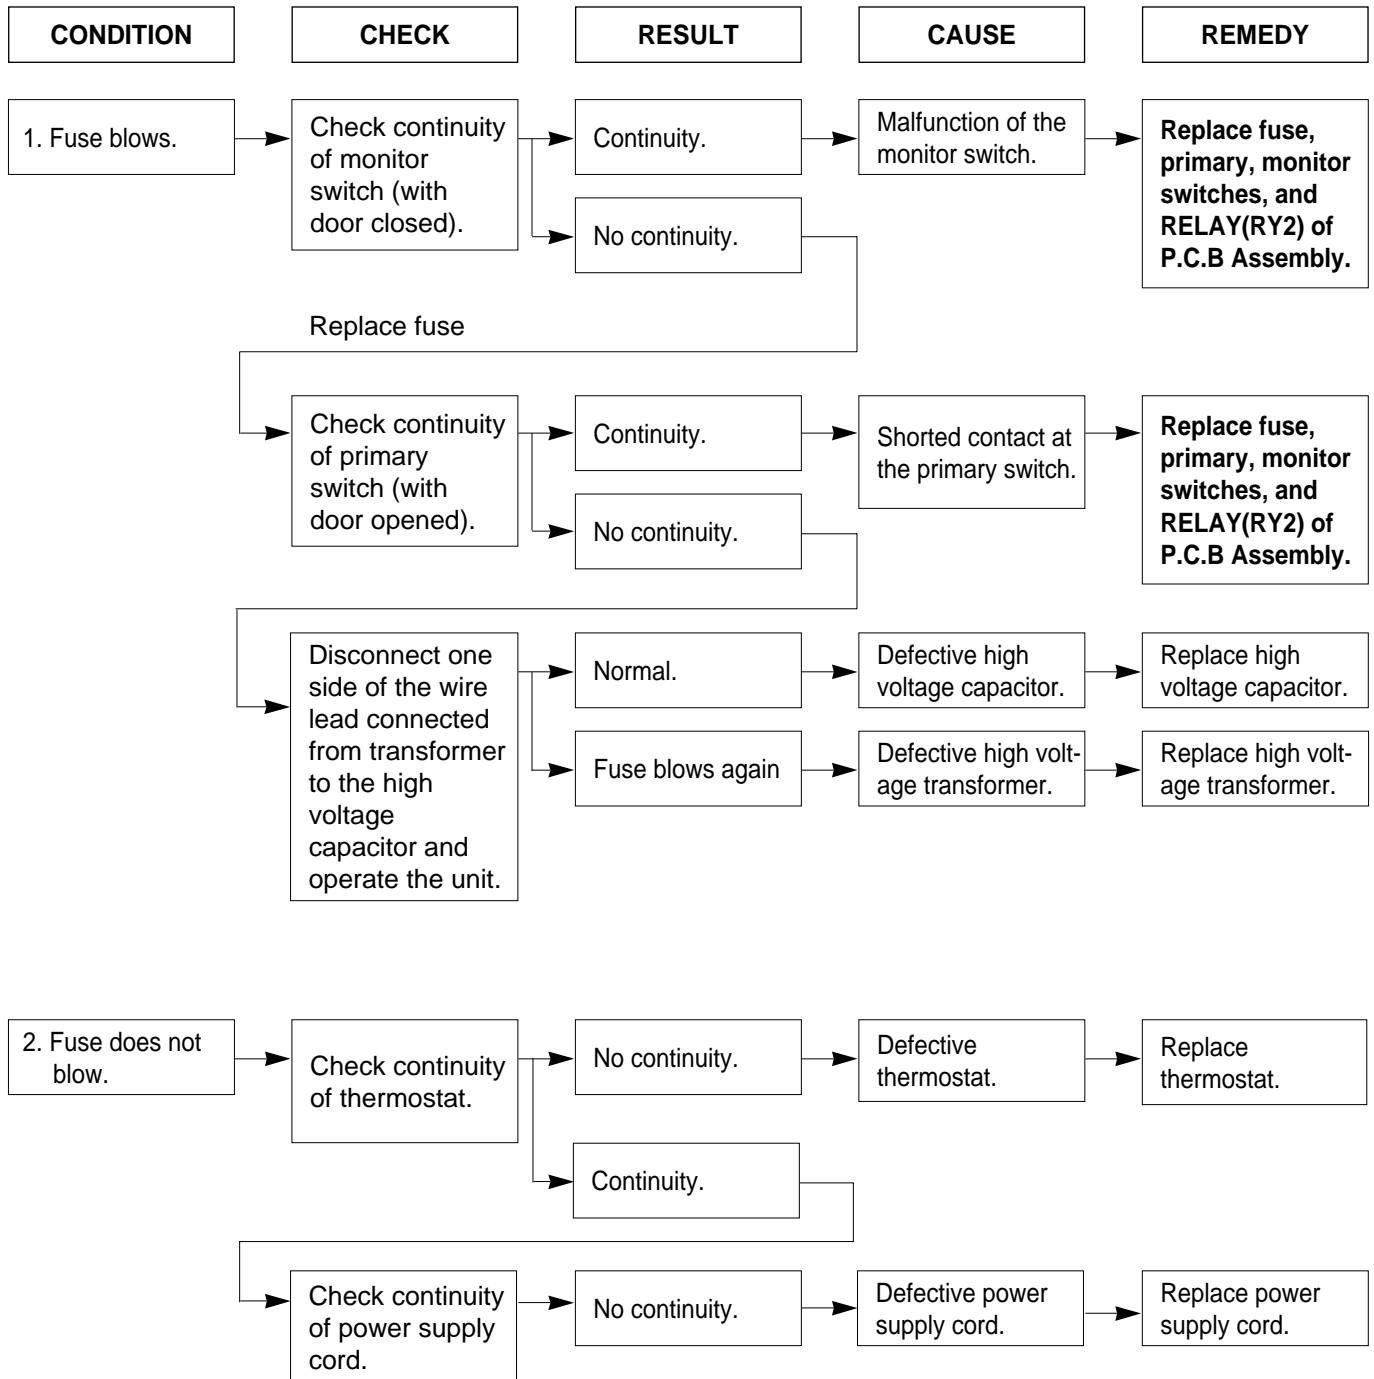 CONDITION
CHECK
RESULT
CAUSE
REMEDY
1. Fuse blows.
Check continuity
of monitor
switch (with
door closed).
Continuity.
Malfunction of the
monitor switch.
Replace fuse,
primary, monitor
switches, and
RELAY(RY2) of
P.C.B Assembly.
No continuity.
Replace fuse
Check continuity
of primary
switch (with
door opened).
Continuity.
Shorted contact at
the primary switch.
Replace fuse,
primary, monitor
switches, and
RELAY(RY2) of
P.C.B Assembly.
No continuity.
Disconnect one
side of the wire
lead connected
from transformer
to the high
voltage
capacitor and
operate the unit.
Normal.
Defective high
voltage capacitor.
Replace high
voltage capacitor.
Fuse blows again
Defective high volt-
age transformer.
Replace high volt-
age transformer.
2. Fuse does not
blow.
Check continuity
of thermostat.
No continuity.
Defective
thermostat.
Replace
thermostat.
Continuity.
Check continuity
of power supply
cord.
No continuity.
Defective power
supply cord.
Replace power
supply cord.